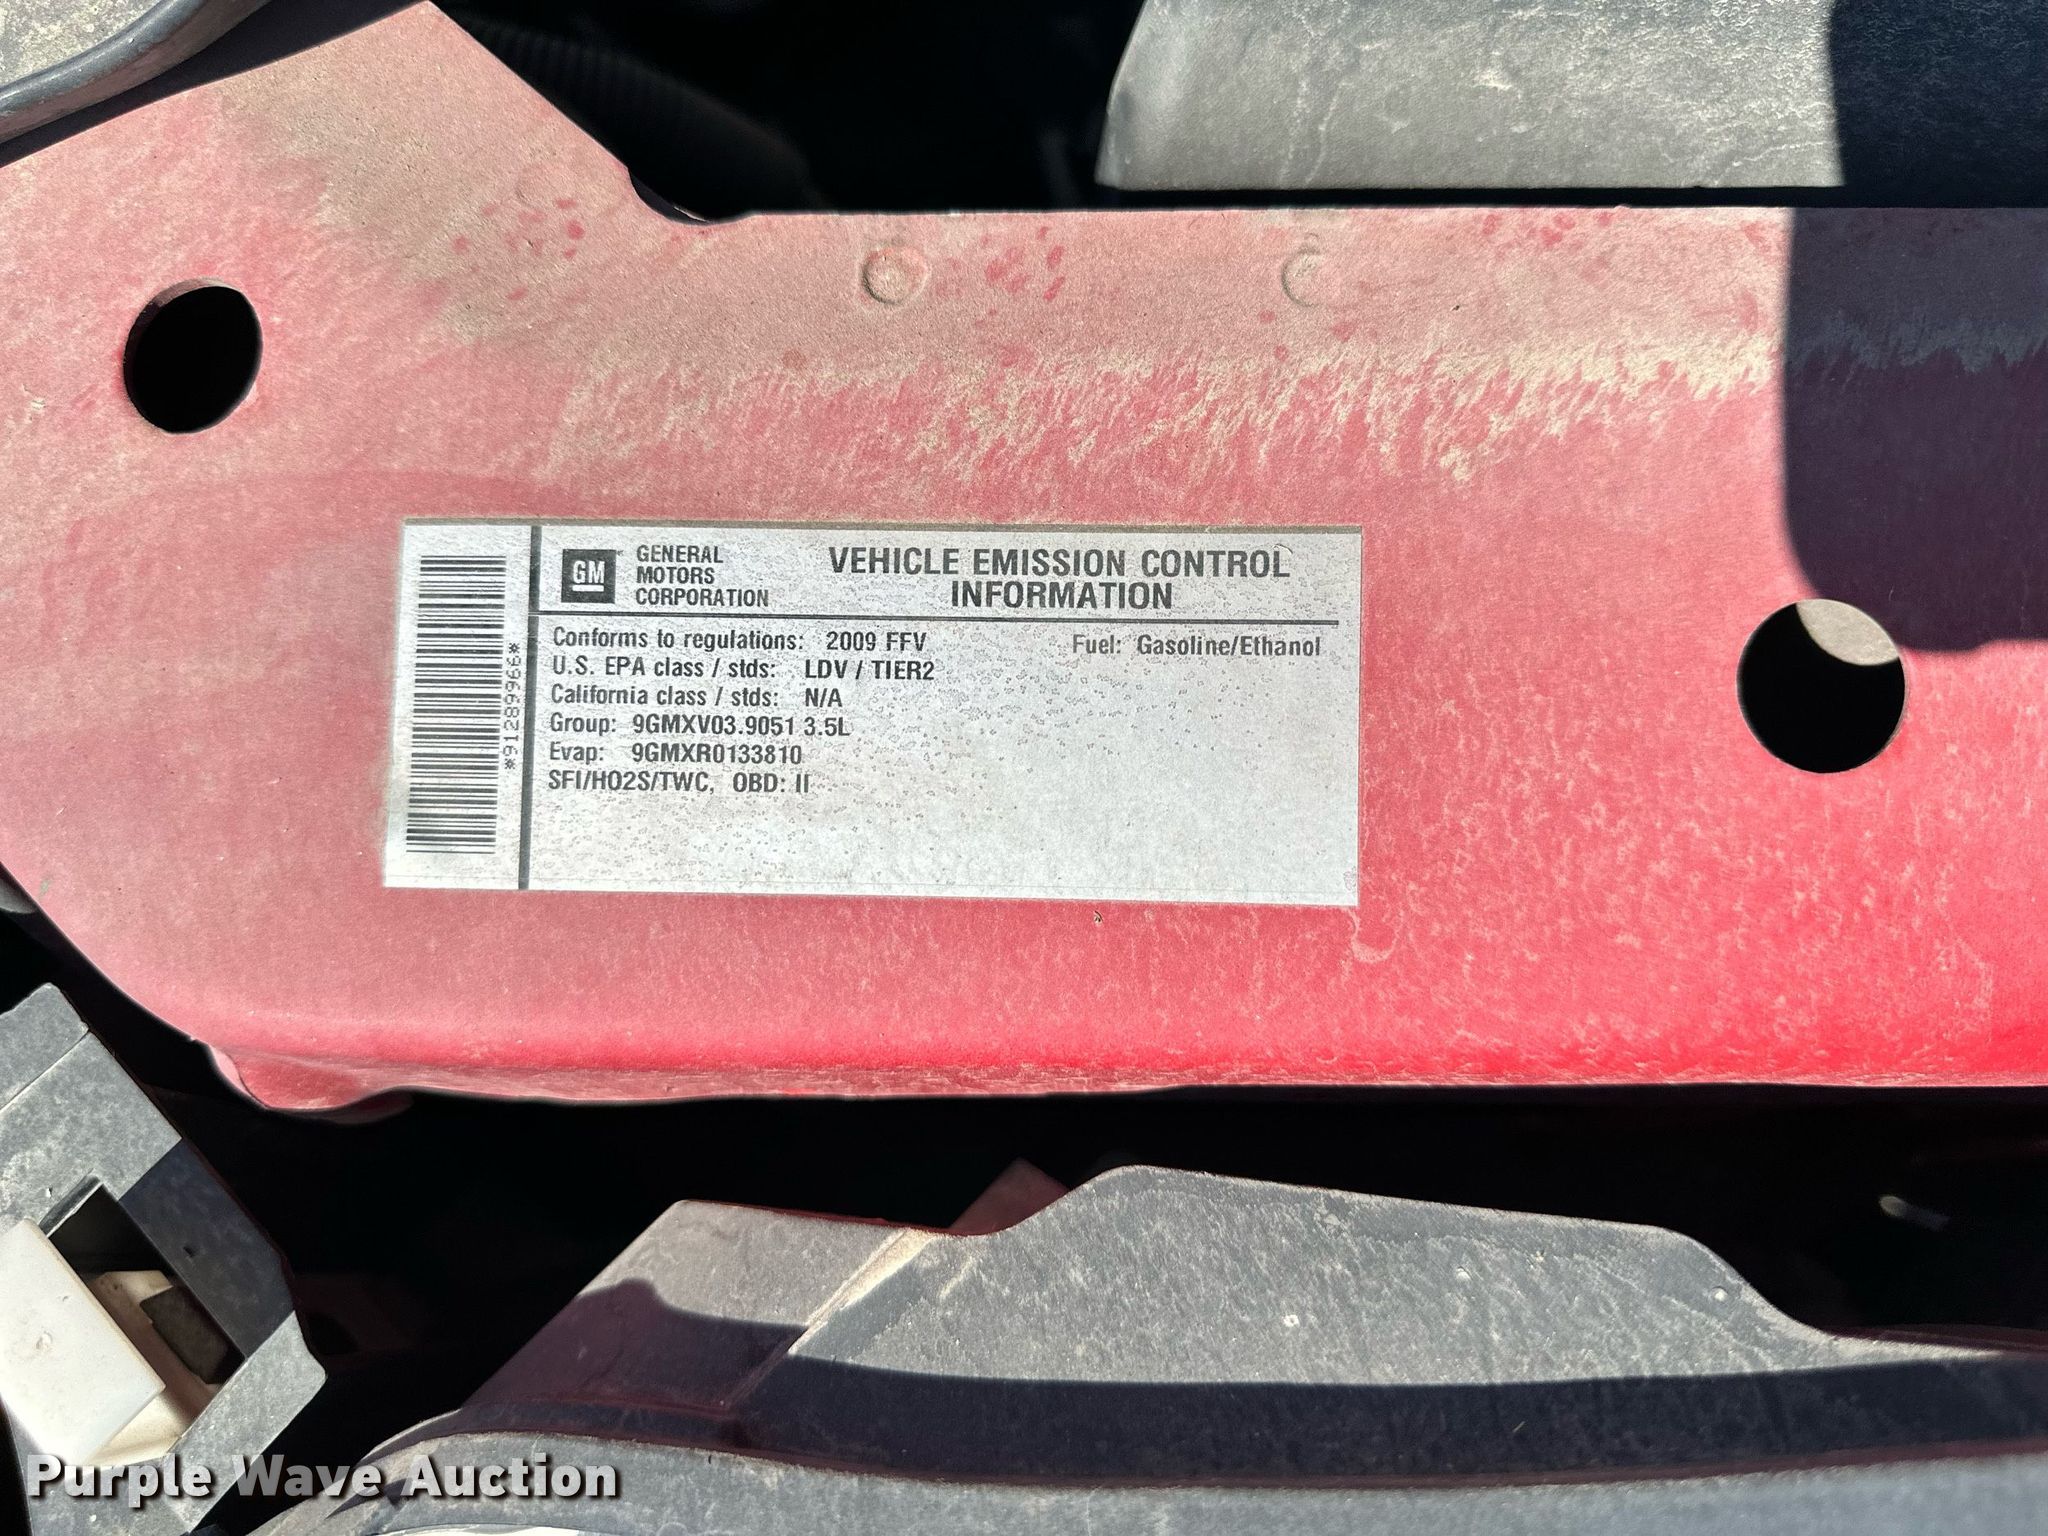 *91289966*
GM
GENERAL
MOTORS
CORPORATION
VEHICLE EMISSION CONTROL
INFORMATION
Conforms to regulations: 2009 FFV
Fuel: Gasoline/Ethanol
U.S. EPA class / stds: LDV / TIER2
California class / stds: N/A
Group: 9GMXV03.9051 3.5L
Evap: 9GMXR0133810
SFI/HO2S/TWC, OBD: II
Purple Wave Auction